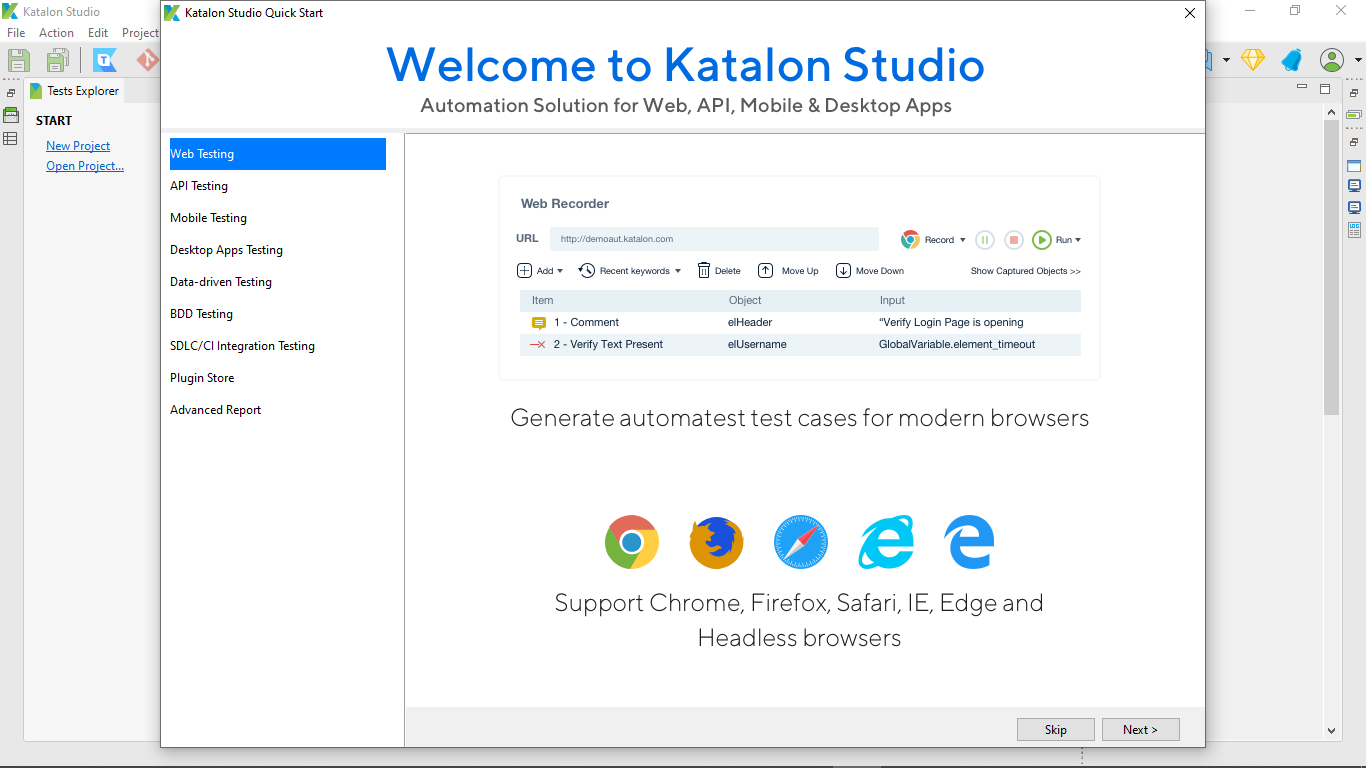 Katalon Studio
File Action Edit Project
Tests Explorer
START
New Project
Open Project...
Katalon Studio Quick Start
Welcome to Katalon Studio
Automation Solution for Web, API, Mobile & Desktop Apps
Web Testing
API Testing
Mobile Testing
Desktop Apps Testing
Data-driven Testing
BDD Testing
SDLC/CI Integration Testing
Plugin Store
Advanced Report
Web Recorder
URL http://demoaut.katalon.com Record Run
Add Recent keywords Delete Move Up Move Down Show Captured Objects >>
Item Object Input
1 - Comment elHeader “Verify Login Page is opening
2 - Verify Text Present elUsername GlobalVariable.element_timeout
Generate automatest test cases for modern browsers
Support Chrome, Firefox, Safari, IE, Edge and
Headless browsers
Skip Next >